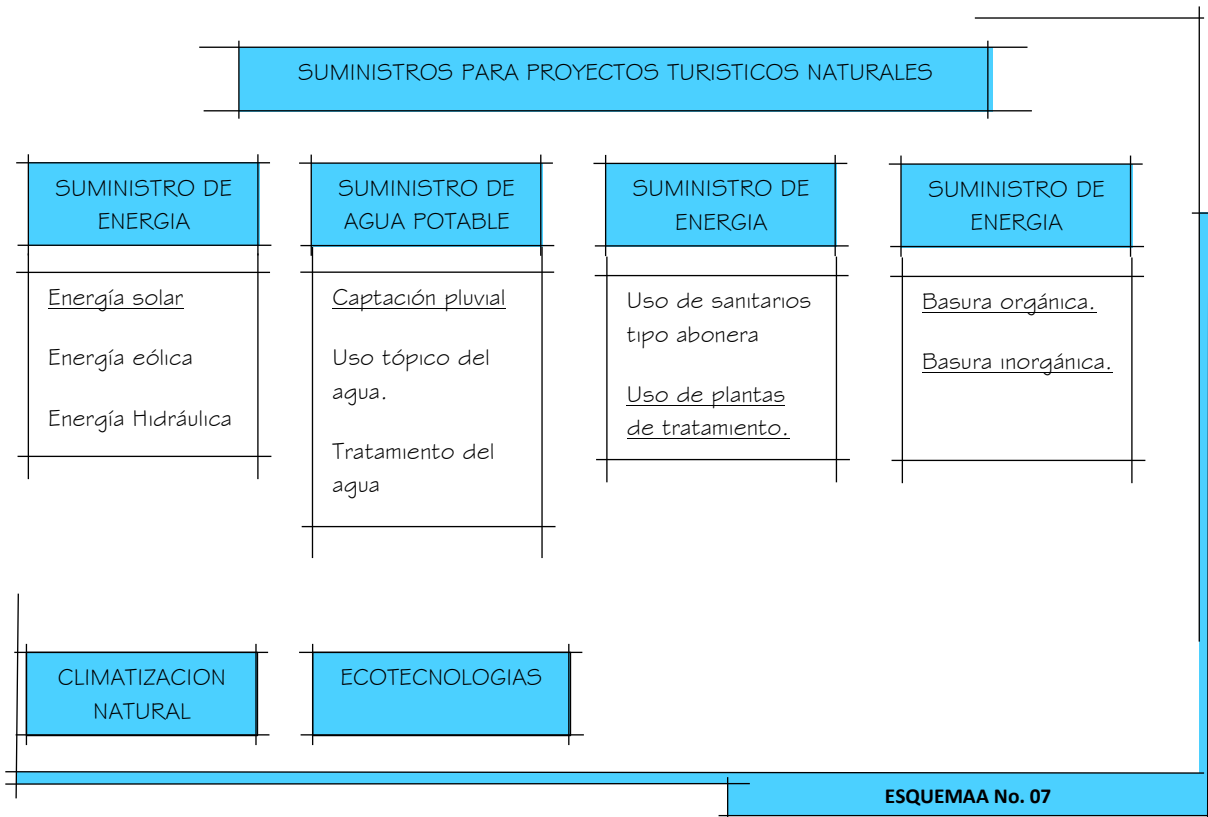 SUMINISTROS PARA PROYECTOS TURISTICOS NATURALES
SUMINISTRO DE
ENERGIA
Energía solar
Energía eólica
Energía Hidráulica
SUMINISTRO DE
AGUA POTABLE
Captación pluvial
Uso tópico del
agua.
Tratamiento del
agua
SUMINISTRO DE
ENERGIA
Uso de sanitarios
tipo abonera
Uso de plantas
de tratamiento.
SUMINISTRO DE
ENERGIA
Basura orgánica.
Basura inorgánica.
CLIMATIZACION
NATURAL
ECOTECNOLOGIAS
ESQUEMAA No. 07